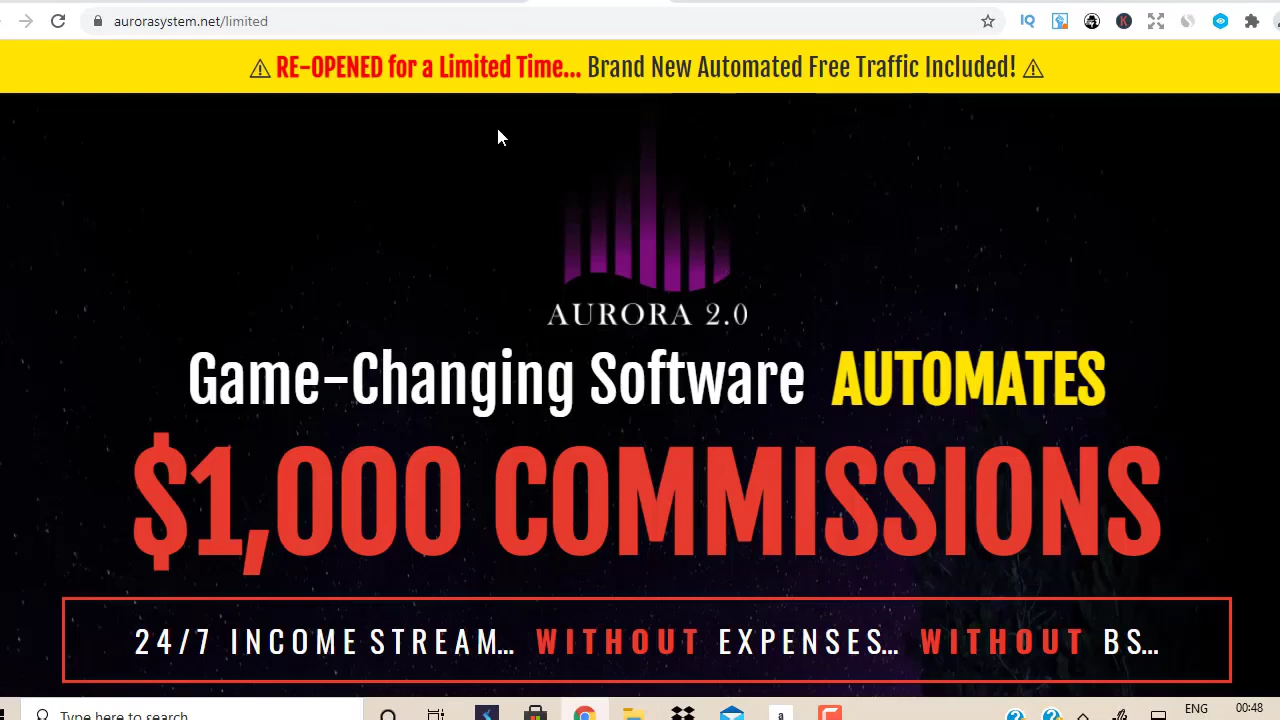 aurorasystem.net/limited
⚠ RE-OPENED for a Limited Time... Brand New Automated Free Traffic Included! ⚠
AURORA 2.0
Game-Changing Software AUTOMATES
$1,000 COMMISSIONS
24/7 INCOME STREAM... WITHOUT EXPENSES... WITHOUT BS...
Type here to search
ENG
00:48